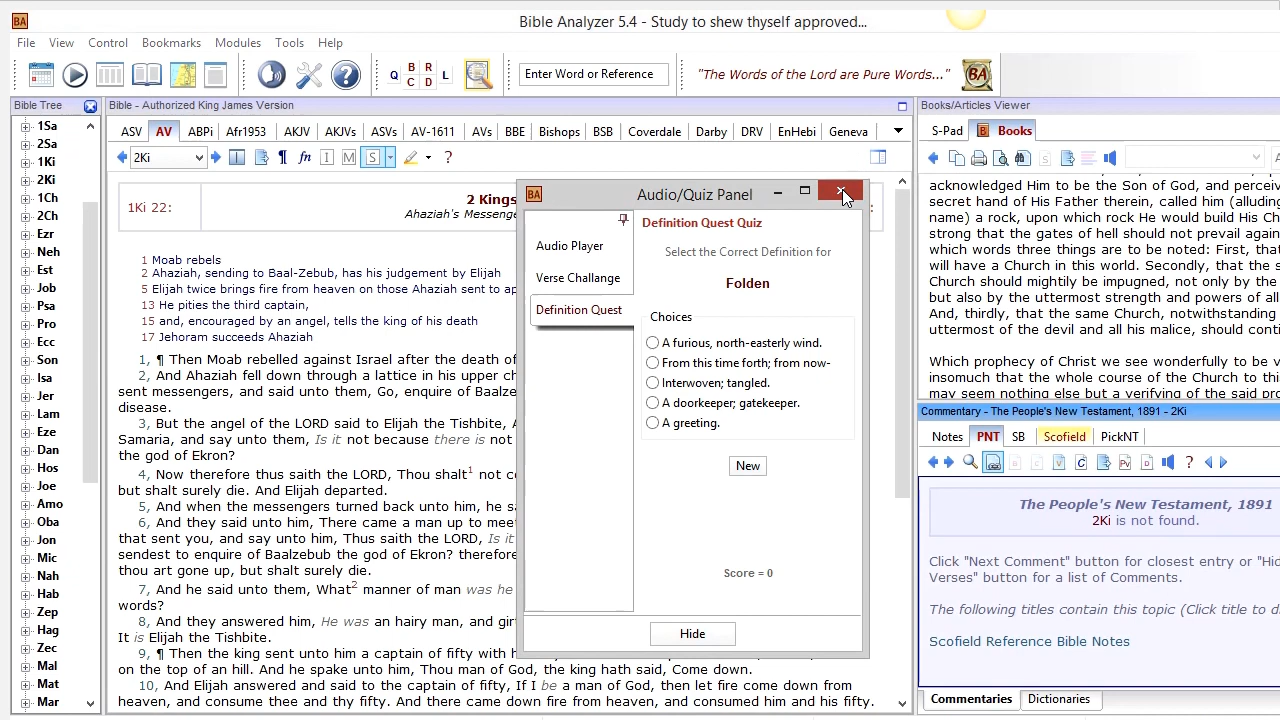 BA Bible Analyzer 5.4 - Study to shew thyself approved...
File View Control Bookmarks Modules Tools Help
Q B R C D L Enter Word or Reference "The Words of the Lord are Pure Words..." BA
Bible Tree
1Sa
2Sa
1Ki
2Ki
1Ch
2Ch
Ezr
Neh
Est
Job
Psa
Pro
Ecc
Son
Isa
Jer
Lam
Eze
Dan
Hos
Joe
Amo
Oba
Jon
Mic
Nah
Hab
Zep
Hag
Zec
Mal
Mat
Mar
Bible - Authorized King James Version
ASV AV ABPi Afr1953 AKJV AKJVs ASVs AV-1611 AVs BBE Bishops BSB Coverdale Darby DRV EnHebi Geneva
2Ki ¶ fn I M S ?
1Ki 22:
2 Kings
Ahaziah's Messenge
1 Moab rebels
2 Ahaziah, sending to Baal-Zebub, has his judgement by Elijah
5 Elijah twice brings fire from heaven on those Ahaziah sent to ap
13 He pities the third captain,
15 and, encouraged by an angel, tells the king of his death
17 Jehoram succeeds Ahaziah
1, ¶ Then Moab rebelled against Israel after the death of
2, And Ahaziah fell down through a lattice in his upper ch
sent messengers, and said unto them, Go, enquire of Baalzebub
disease.
3, But the angel of the LORD said to Elijah the Tishbite, A
Samaria, and say unto them, Is it not because there is not
the god of Ekron?
4, Now therefore thus saith the LORD, Thou shalt1 not co
but shalt surely die. And Elijah departed.
5, And when the messengers turned back unto him, he sa
6, And they said unto him, There came a man up to meet
that sent you, and say unto him, Thus saith the LORD, Is it
sendest to enquire of Baalzebub the god of Ekron? therefore
thou art gone up, but shalt surely die.
7, And he said unto them, What2 manner of man was he
words?
8, And they answered him, He was an hairy man, and girt
It is Elijah the Tishbite.
9, ¶ Then the king sent unto him a captain of fifty with h
on the top of an hill. And he spake unto him, Thou man of God, the king hath said, Come down.
10, And Elijah answered and said to the captain of fifty, If I be a man of God, then let fire come down from
heaven, and consume thee and thy fifty. And there came down fire from heaven, and consumed him and his fifty.
BA Audio/Quiz Panel
Audio Player
Verse Challange
Definition Quest
Definition Quest Quiz
Select the Correct Definition for
Folden
Choices
A furious, north-easterly wind.
From this time forth; from now-
Interwoven; tangled.
A doorkeeper; gatekeeper.
A greeting.
New
Score = 0
Hide
Books/Articles Viewer
S-Pad Books
acknowledged Him to be the Son of God, and perceiv
secret hand of His Father therein, called him (alluding
name) a rock, upon which rock He would build His Ch
strong that the gates of hell should not prevail agains
which words three things are to be noted: First, that
will have a Church in this world. Secondly, that the s
Church should mightily be impugned, not only by the
but also by the uttermost strength and powers of all
And, thirdly, that the same Church, notwithstanding
uttermost of the devil and all his malice, should conti
Which prophecy of Christ we see wonderfully to be v
insomuch that the whole course of the Church to this
may seem nothing else but a verifying of the said pro
Commentary - The People's New Testament, 1891 - 2Ki
Notes PNT SB Scofield PickNT
The People's New Testament, 1891
2Ki is not found.
Click "Next Comment" button for closest entry or "Hid
Verses" button for a list of Comments.
The following titles contain this topic (Click title to di
Scofield Reference Bible Notes
Commentaries Dictionaries